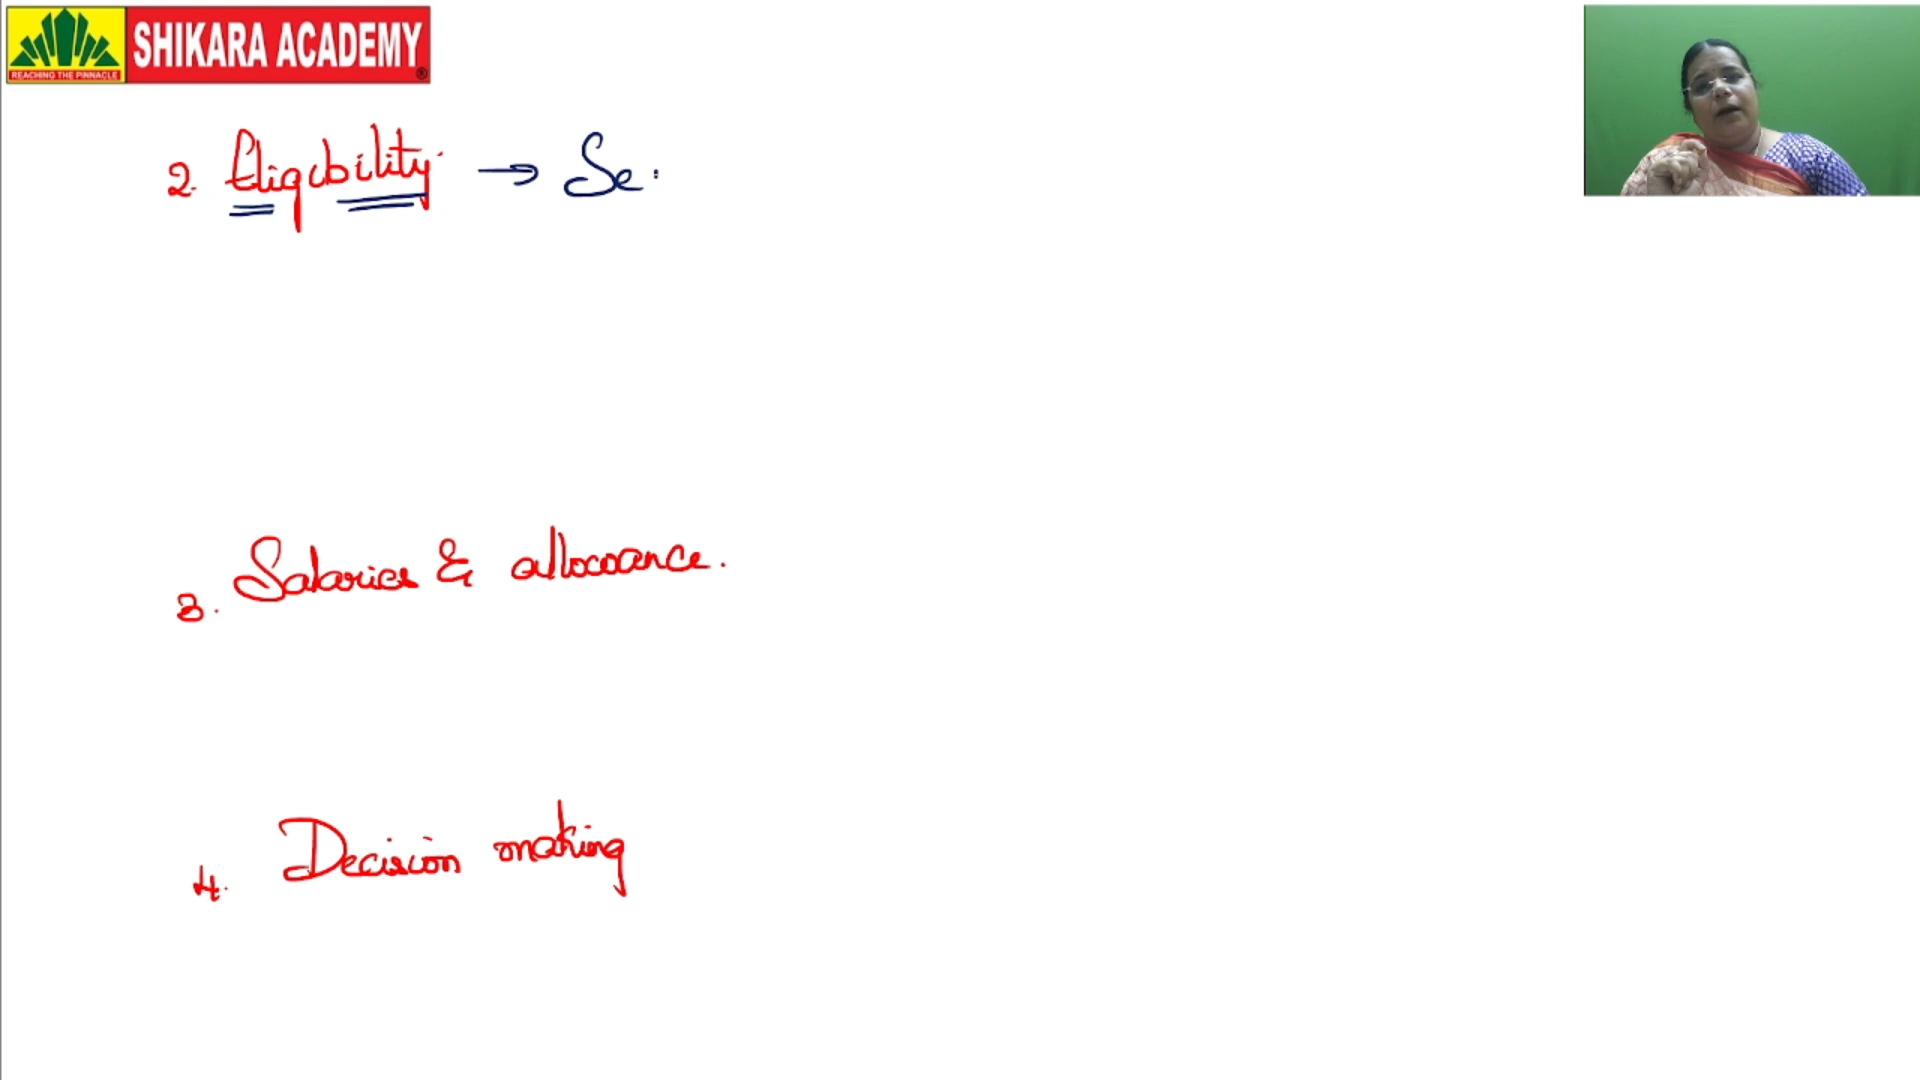 SHIKARA ACADEMY
REACHING THE PINNACLE
2. Eligibility → Se.
3. Salaries & allowance.
4. Decision making